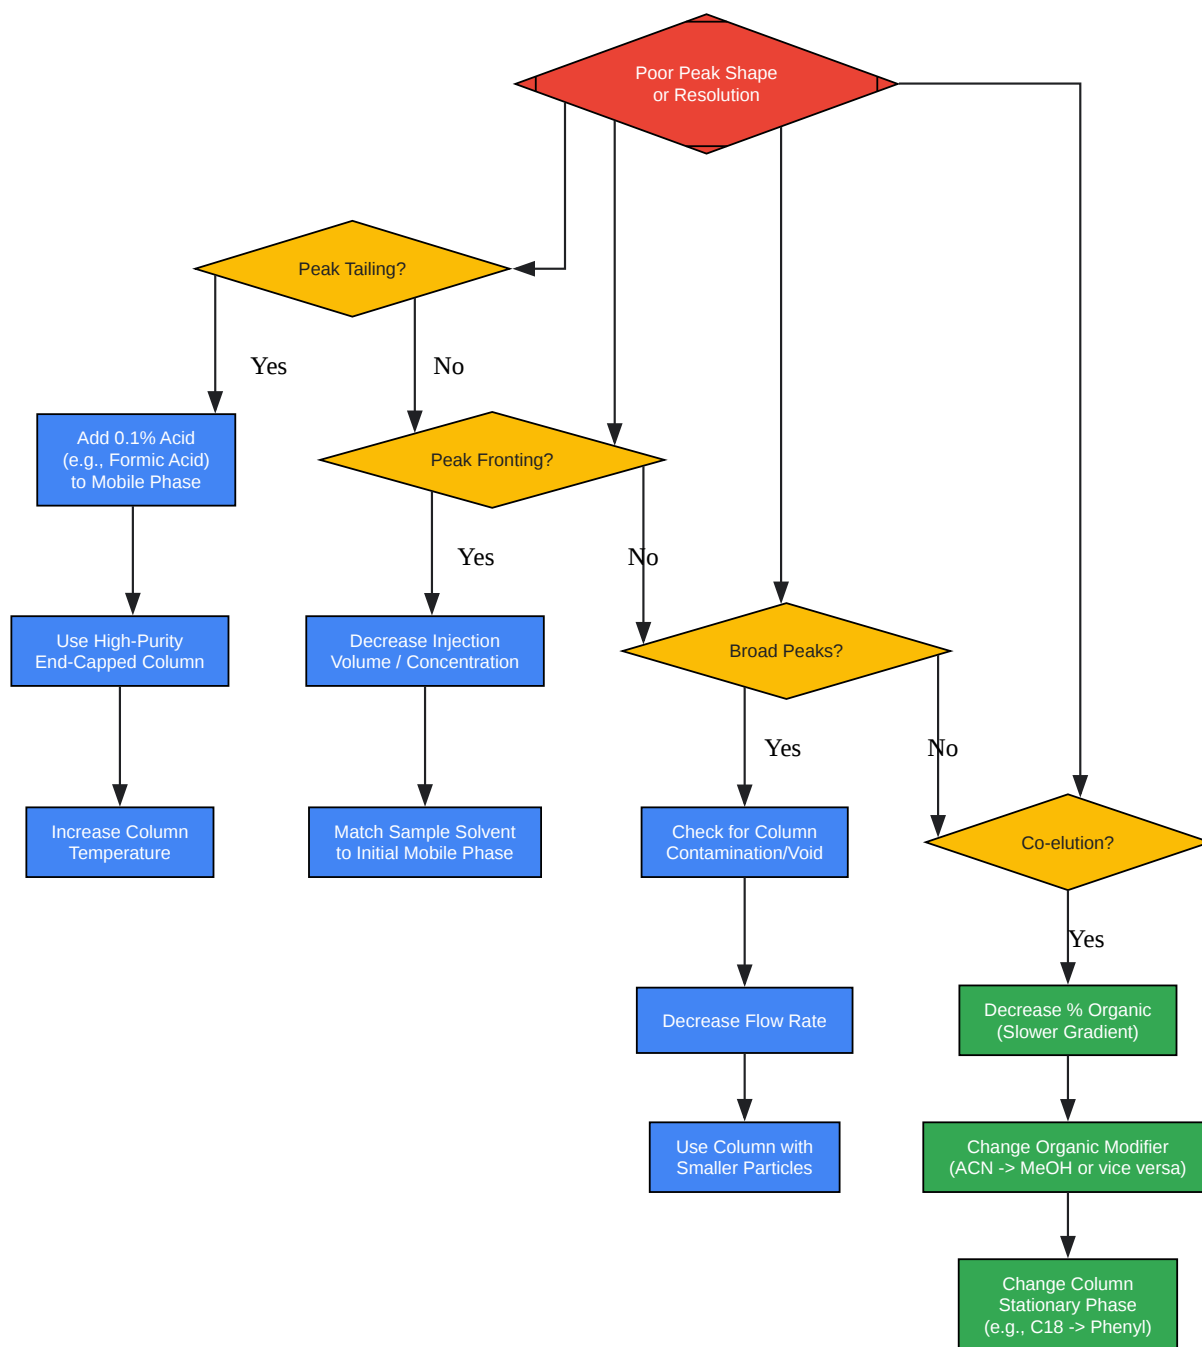 Poor Peak Shape
or Resolution
Peak Tailing?
Yes
No
Add 0.1% Acid
(e.g., Formic Acid)
to Mobile Phase
Peak Fronting?
Yes
No
Use High-Purity
End-Capped Column
Decrease Injection
Volume / Concentration
Broad Peaks?
Yes
No
Increase Column
Temperature
Match Sample Solvent
to Initial Mobile Phase
Check for Column
Contamination/Void
Co-elution?
Yes
Decrease Flow Rate
Decrease % Organic
(Slower Gradient)
Use Column with
Smaller Particles
Change Organic Modifier
(ACN -> MeOH or vice versa)
Change Column
Stationary Phase
(e.g., C18 -> Phenyl)